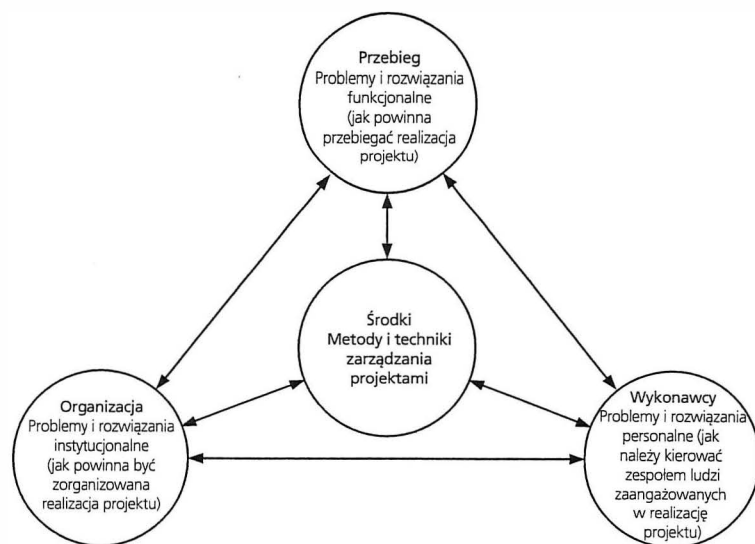 Przebieg
Problemy i rozwiązania
funkcjonalne
(jak powinna
przebiegać realizacja
projektu)
Środki
Metody i techniki
zarządzania
projektami
Organizacja
Problemy i rozwiązania
instytucjonalne
(jak powinna być
zorganizowana
realizacja projektu)
Wykonawcy
Problemy i rozwiązania
personalne (jak
należy kierować
zespołem ludzi
zaangażowanych
w realizację
projektu)